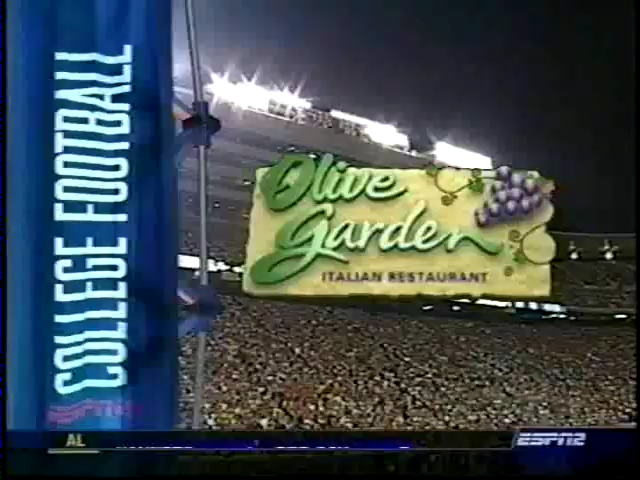 COLLEGE FOOTBALL
Olive
Garden
ITALIAN RESTAURANT
AL
ESPN2